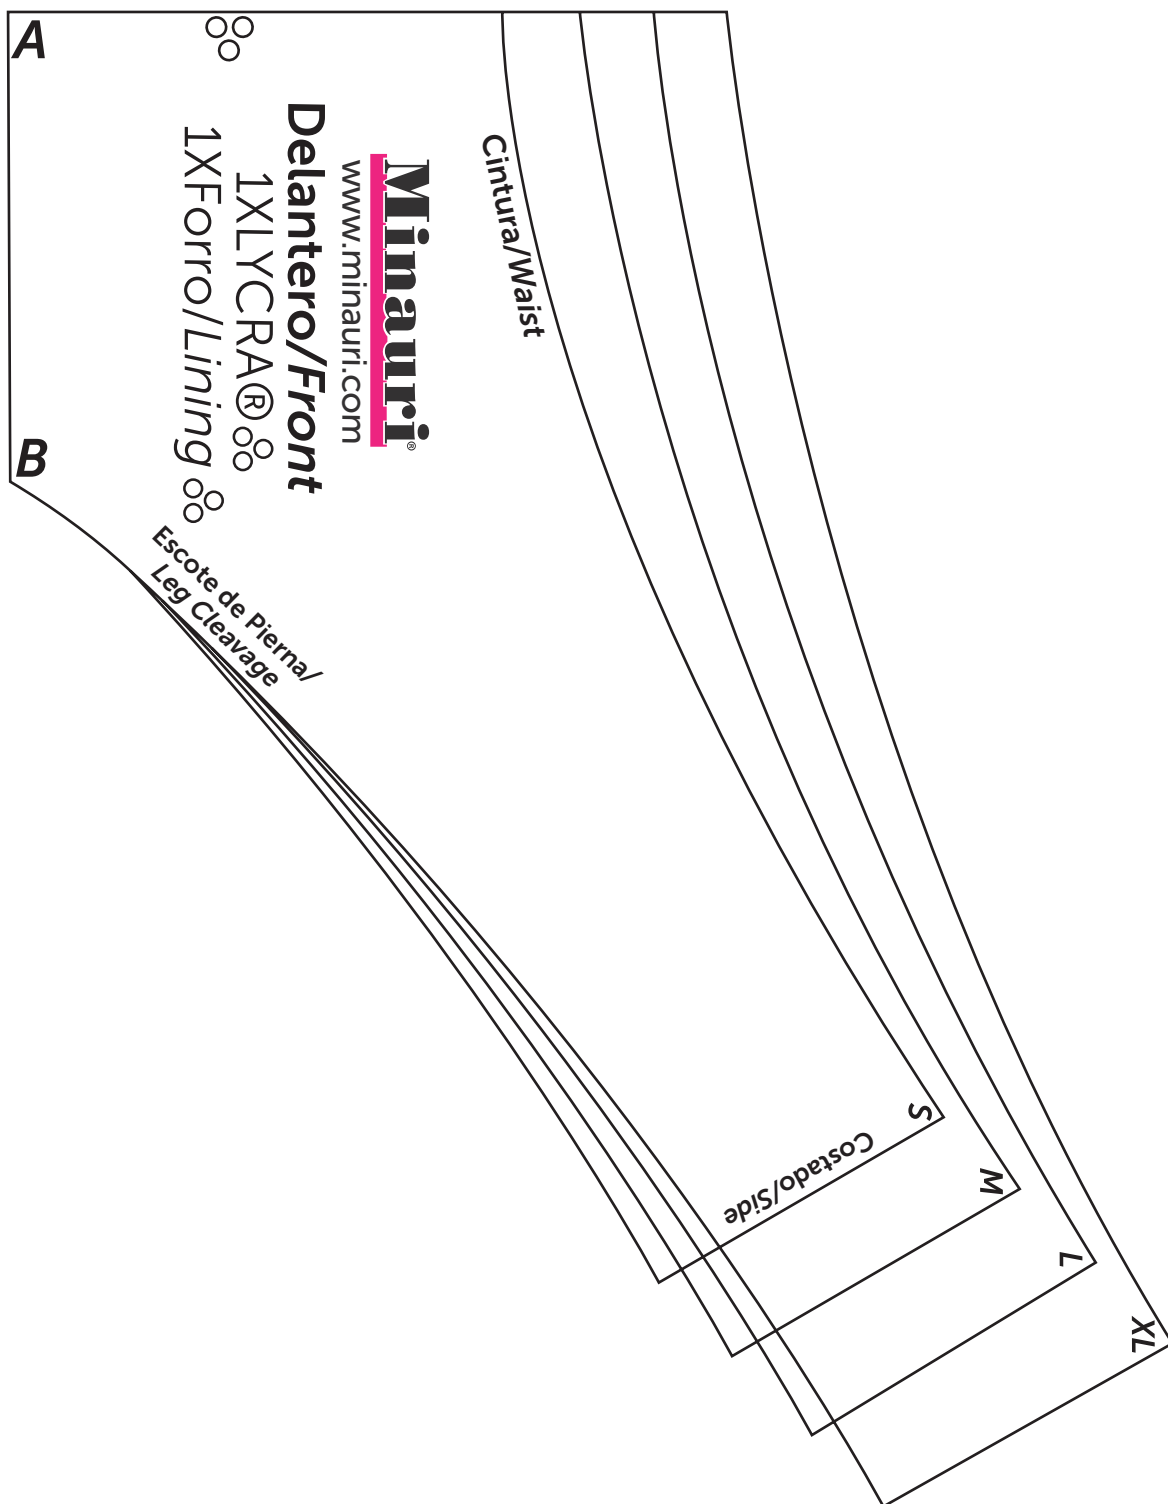 A
B
Minauri®
www.minauri.com
Delantero/Front
1XLYCRA®
1XForro/Lining
Cintura/Waist
Escote de Pierna/
Leg Cleavage
Costado/Side
S
M
L
XL